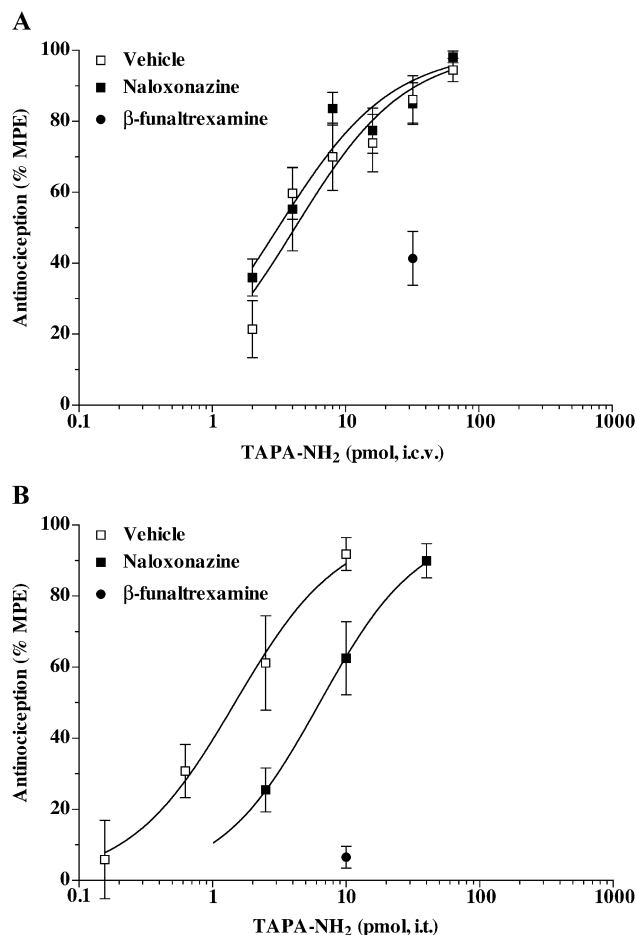 A
100
80
60
40
20
0
Antinociception (% MPE)
Vehicle
Naloxonazine
β-funaltrexamine
0.1 1 10 100 1000
TAPA-NH2 (pmol, i.c.v.)
B
100
80
60
40
20
0
Antinociception (% MPE)
Vehicle
Naloxonazine
β-funaltrexamine
0.1 1 10 100 1000
TAPA-NH2 (pmol, i.t.)